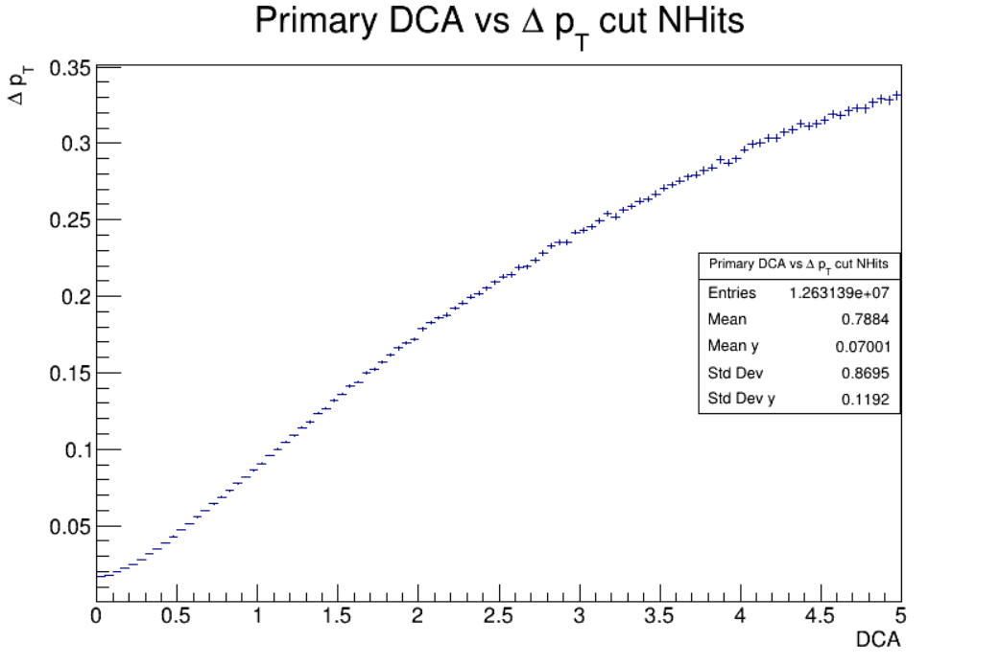 Primary DCA vs Δ p_T cut NHits
Δ p_T
0.35
0.3
0.25
0.2
0.15
0.1
0.05
Primary DCA vs Δ p_T cut NHits
Entries 1.263139e+07
Mean 0.7884
Mean y 0.07001
Std Dev 0.8695
Std Dev y 0.1192
0 0.5 1 1.5 2 2.5 3 3.5 4 4.5 5
DCA